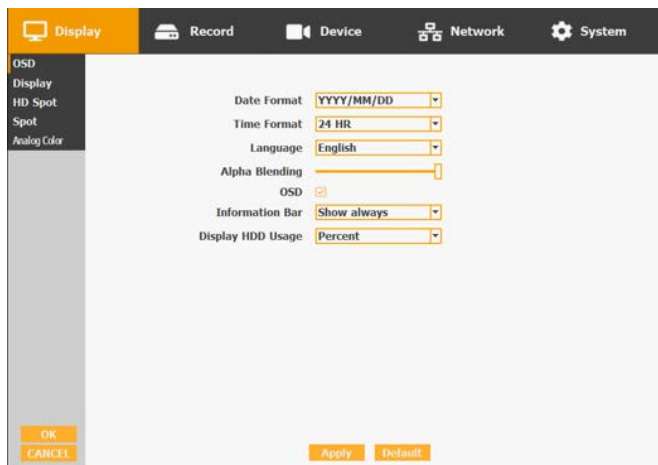 Display Record Device Network System
OSD
Display
HD Spot
Spot
Analog Color
Date Format YYYY/MM/DD
Time Format 24 HR
Language English
Alpha Blending
OSD
Information Bar Show always
Display HDD Usage Percent
OK
CANCEL
Apply Default